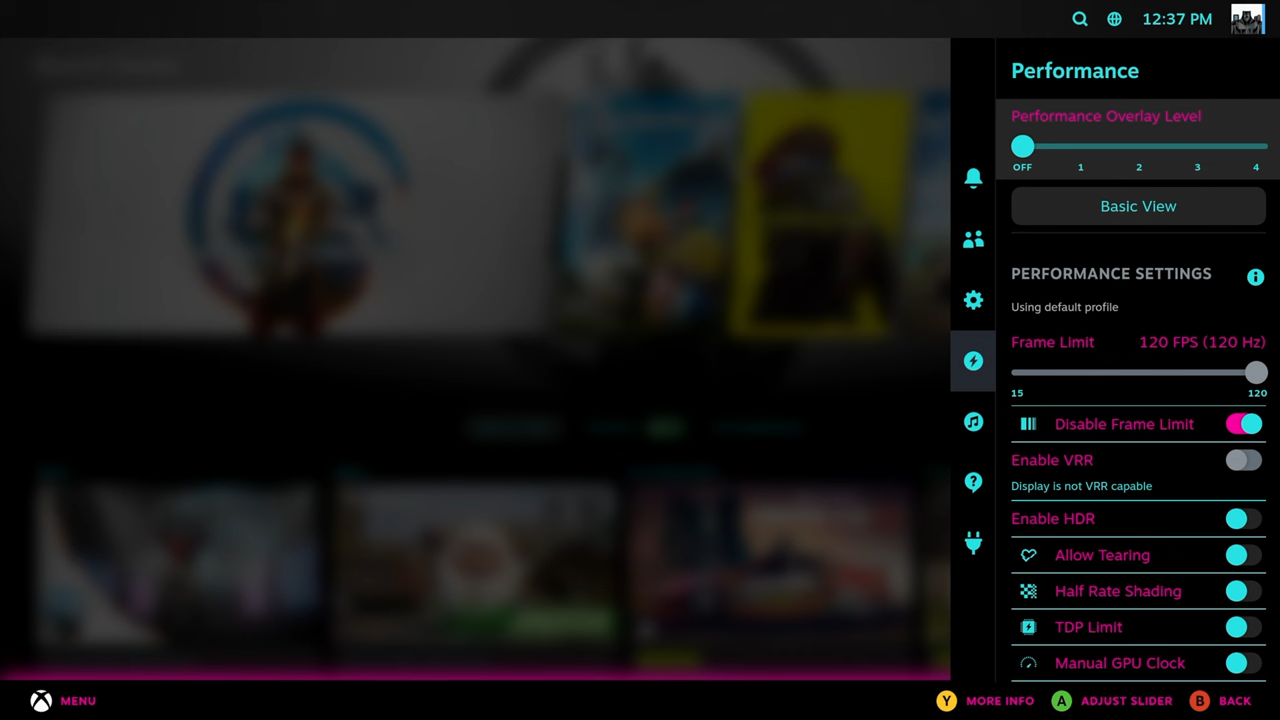 12:37 PM
Performance
Performance Overlay Level
OFF 1 2 3 4
Basic View
PERFORMANCE SETTINGS
Using default profile
Frame Limit 120 FPS (120 Hz)
15 120
Disable Frame Limit
Enable VRR
Display is not VRR capable
Enable HDR
Allow Tearing
Half Rate Shading
TDP Limit
Manual GPU Clock
MENU
Y MORE INFO A ADJUST SLIDER B BACK